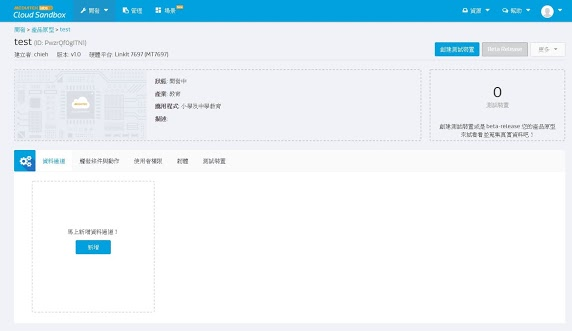 MEDIATEK LABS
Cloud Sandbox
開發
管理
場景
資源
幫助
開發 > 產品原型 > test
test (ID: PwzrQf0glTNl)
建立者: chieh 版本: v1.0 硬體平台: LinkIt 7697 (MT7697)
創建測試裝置
Beta Release
更多
狀態: 開發中
產業: 教育
應用程式: 小學及中學教育
描述:
0
測試裝置
創建測試裝置或是 beta-release 您的產品原型
來試看看並蒐集真實資料吧！
資料通道
觸發條件與動作
使用者權限
韌體
測試裝置
馬上新增資料通道！
新增